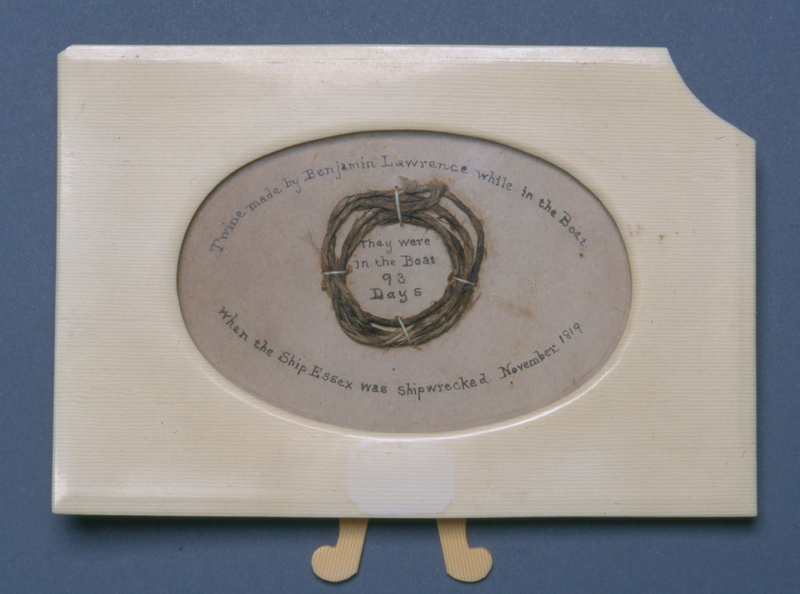 Twine made by Benjamin Lawrence while in the Boat
They were
in the Boat
93
Days
when the Ship Essex was shipwrecked. November. 1819